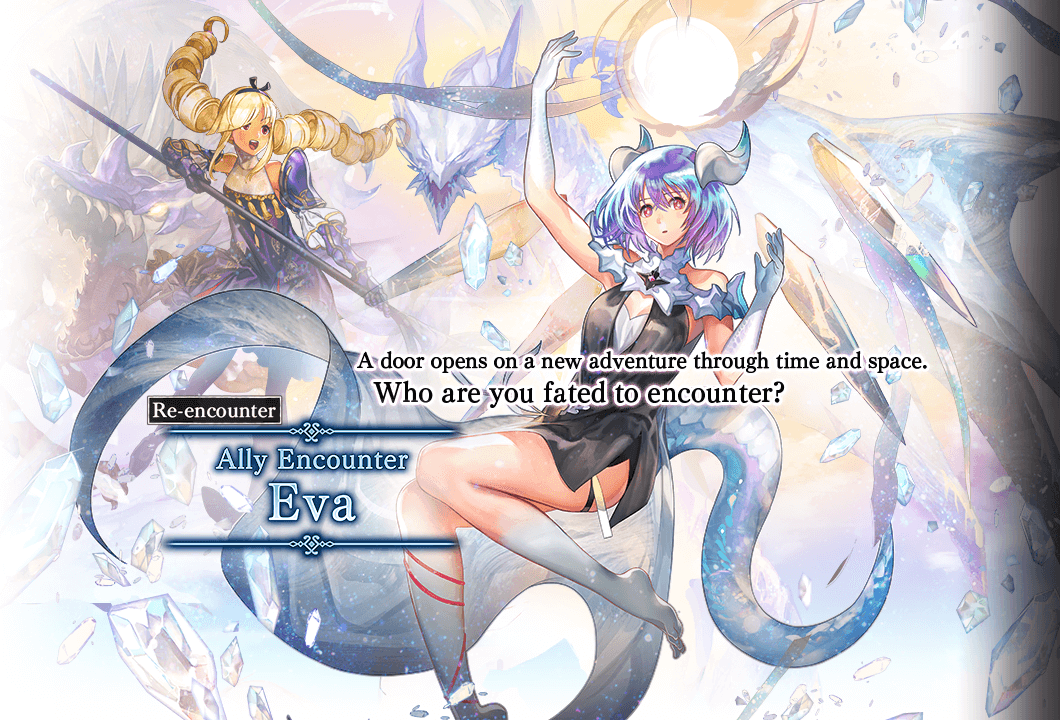 A door opens on a new adventure through time and space.
Who are you fated to encounter?
Re-encounter
Ally Encounter
Eva